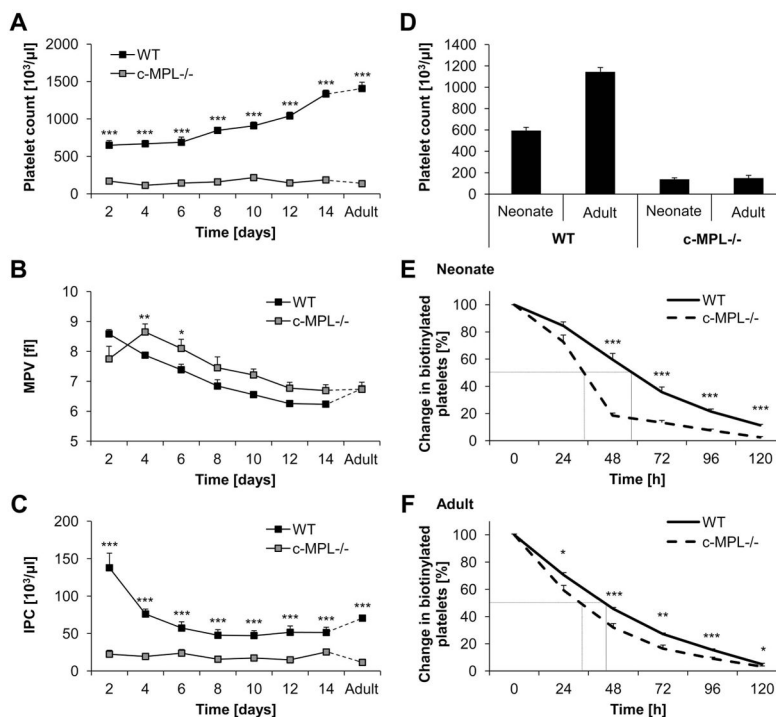 A
Platelet count [10³/µl]
2000
1500
1000
500
0
WT
c-MPL-/-
*** *** *** *** *** *** *** ***
2 4 6 8 10 12 14 Adult
Time [days]
B
MPV [fl]
10
9
8
7
6
5
WT
c-MPL-/-
** *
2 4 6 8 10 12 14 Adult
Time [days]
C
IPC [10³/µl]
200
150
100
50
0
WT
c-MPL-/-
*** *** *** *** *** *** *** ***
2 4 6 8 10 12 14 Adult
Time [days]
D
Platelet count [10³/µl]
1400
1200
1000
800
600
400
200
0
Neonate Adult Neonate Adult
WT c-MPL-/-
E Neonate
Change in biotinylated
platelets [%]
100
80
60
40
20
0
WT
c-MPL-/-
*** *** *** ***
0 24 48 72 96 120
Time [h]
F Adult
Change in biotinylated
platelets [%]
100
80
60
40
20
0
WT
c-MPL-/-
* *** ** *** *
0 24 48 72 96 120
Time [h]